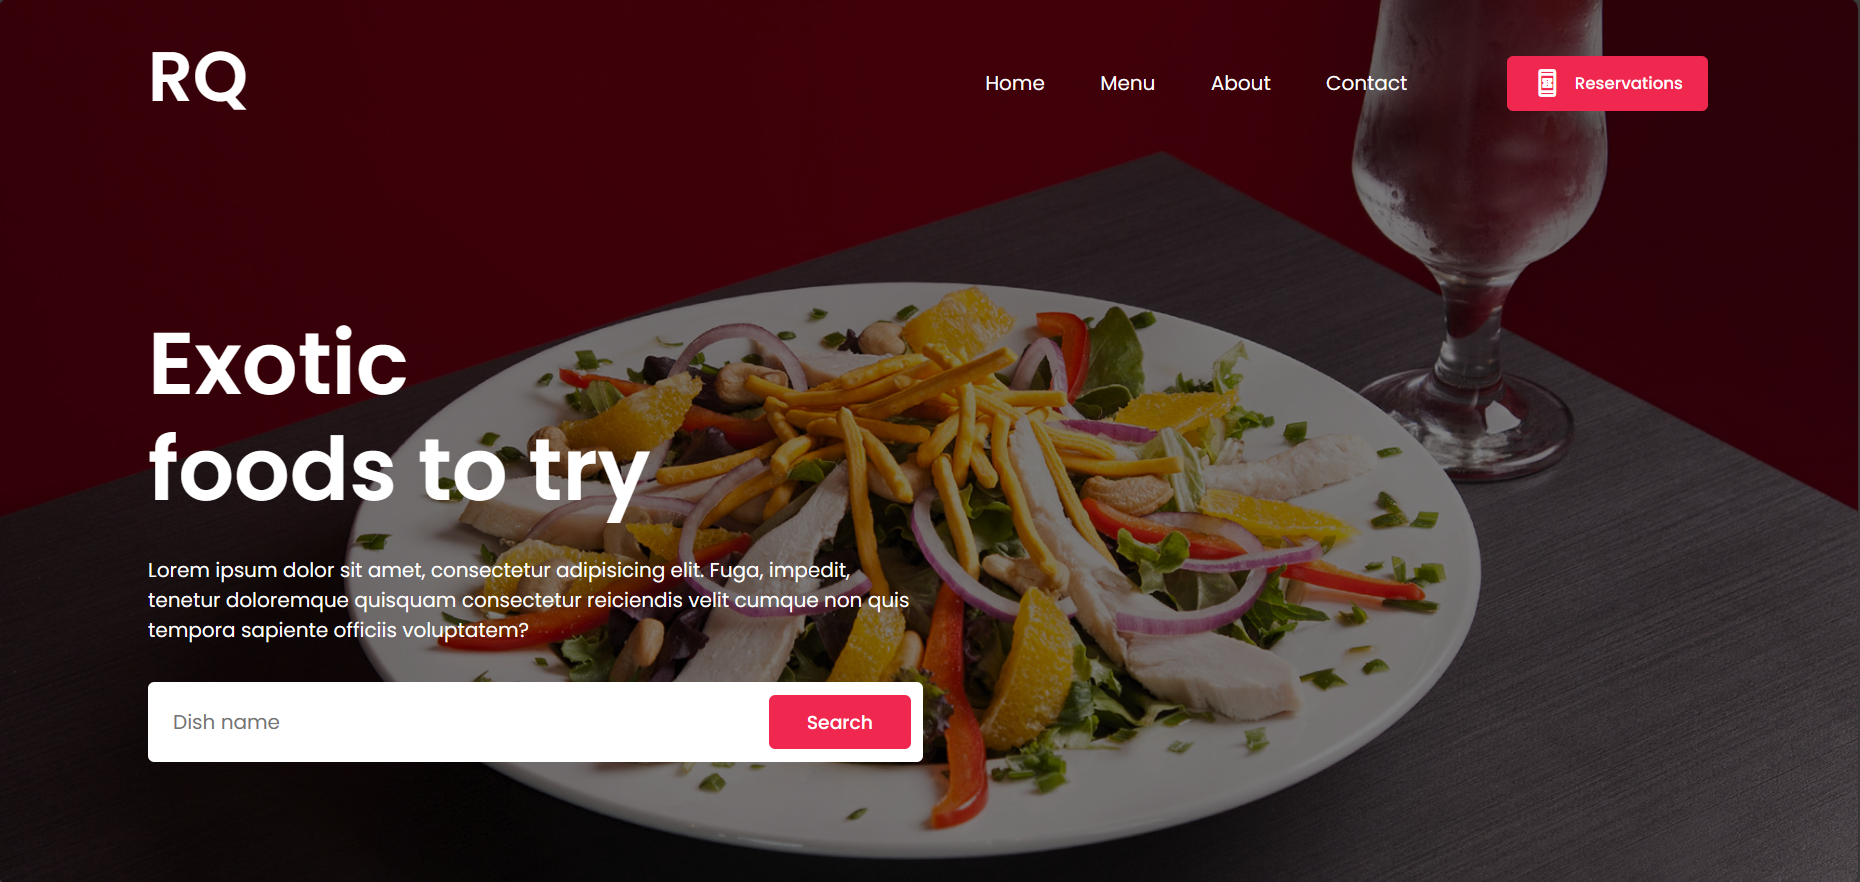 RQ
Home
Menu
About
Contact
Reservations
Exotic
foods to try
Lorem ipsum dolor sit amet, consectetur adipisicing elit. Fuga, impedit,
tenetur doloremque quisquam consectetur reiciendis velit cumque non quis
tempora sapiente officiis voluptatem?
Dish name
Search